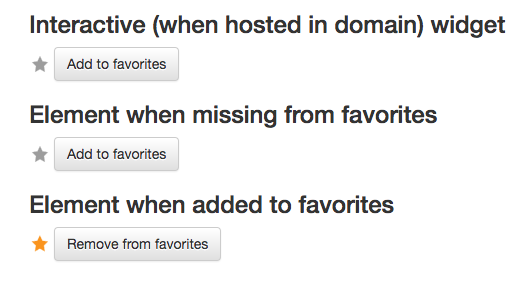 Interactive (when hosted in domain) widget
Add to favorites
Element when missing from favorites
Add to favorites
Element when added to favorites
Remove from favorites